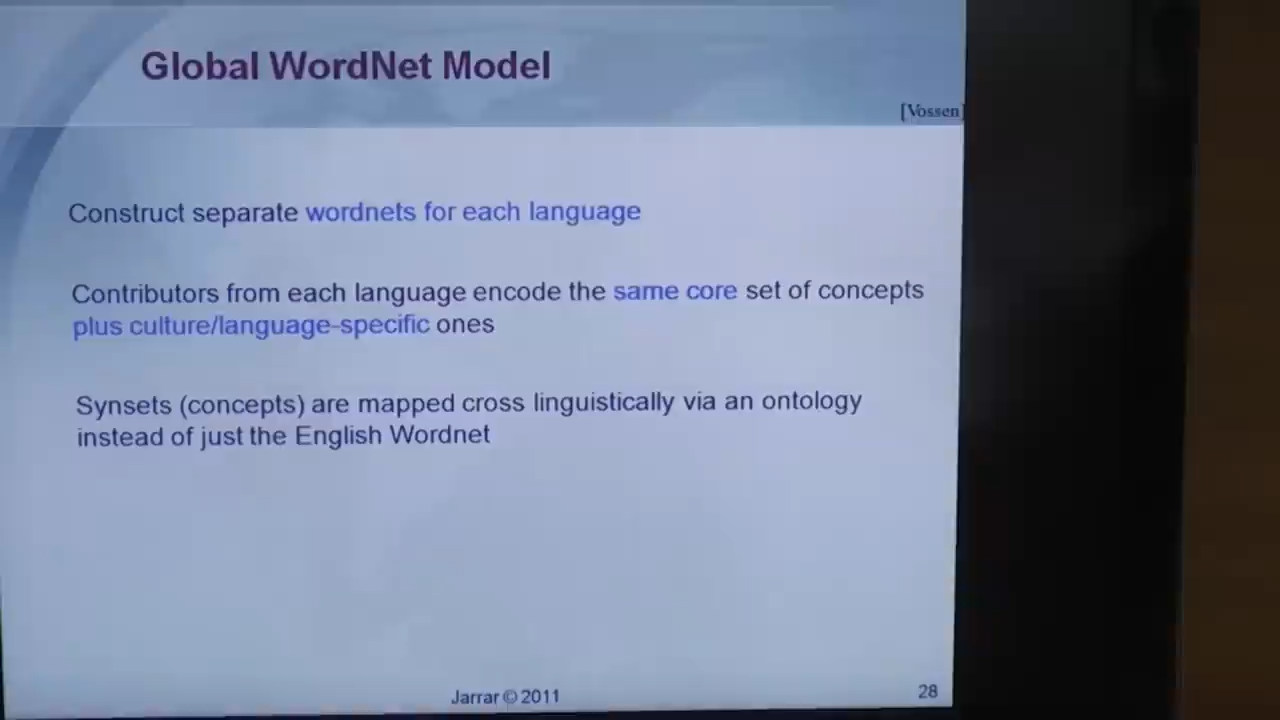 Global WordNet Model
[Vossen]
Construct separate wordnets for each language
Contributors from each language encode the same core set of concepts
plus culture/language-specific ones
Synsets (concepts) are mapped cross linguistically via an ontology
instead of just the English Wordnet
Jarrar © 2011
28